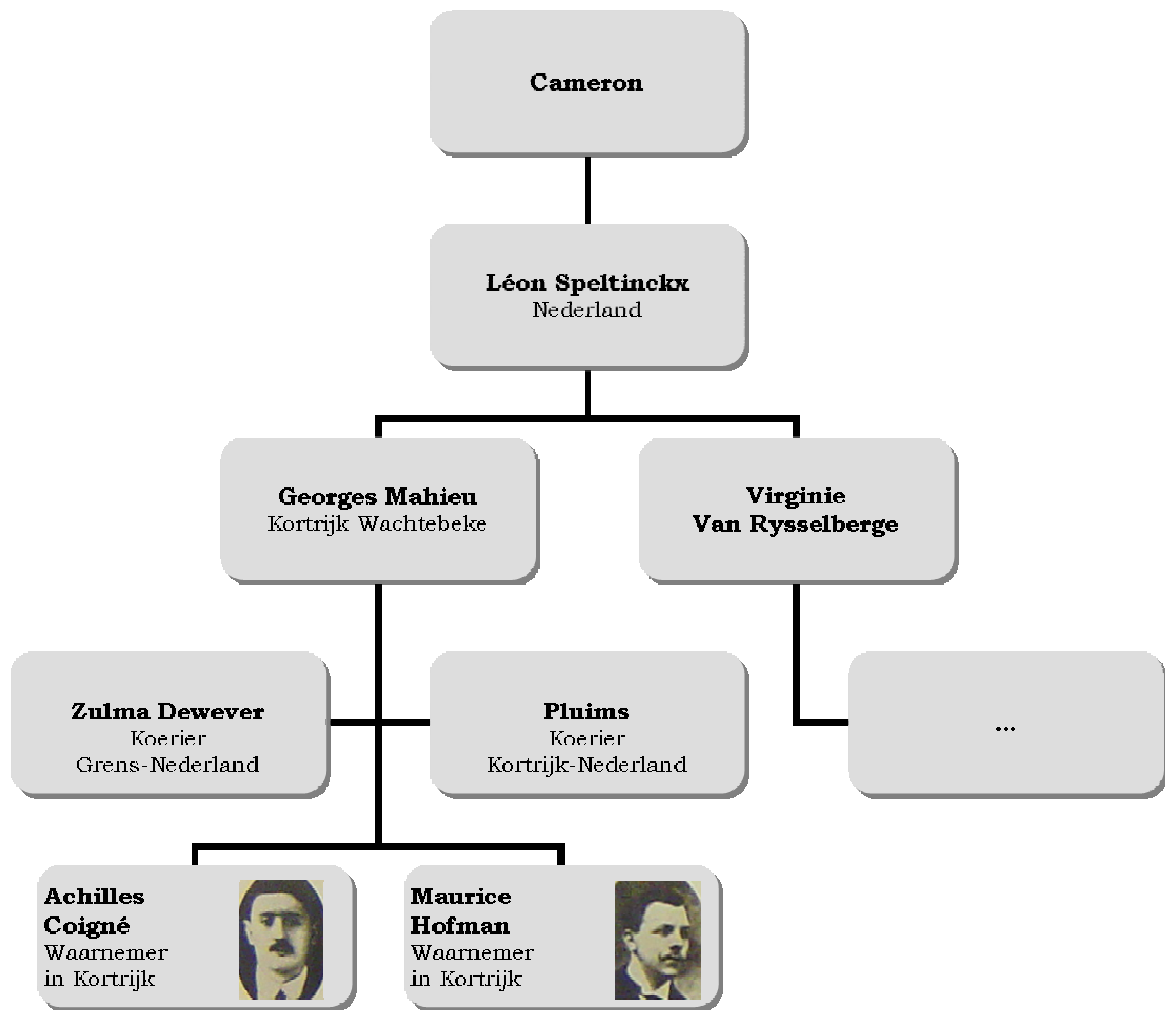 Cameron
Léon Speltinckx
Nederland
Georges Mahieu
Kortrijk Wachtebeke
Virginie
Van Rysselberge
Zulma Dewever
Koerier
Grens-Nederland
Pluims
Koerier
Kortrijk-Nederland
...
Achilles
Coigné
Waarnemer
in Kortrijk
Maurice
Hofman
Waarnemer
in Kortrijk